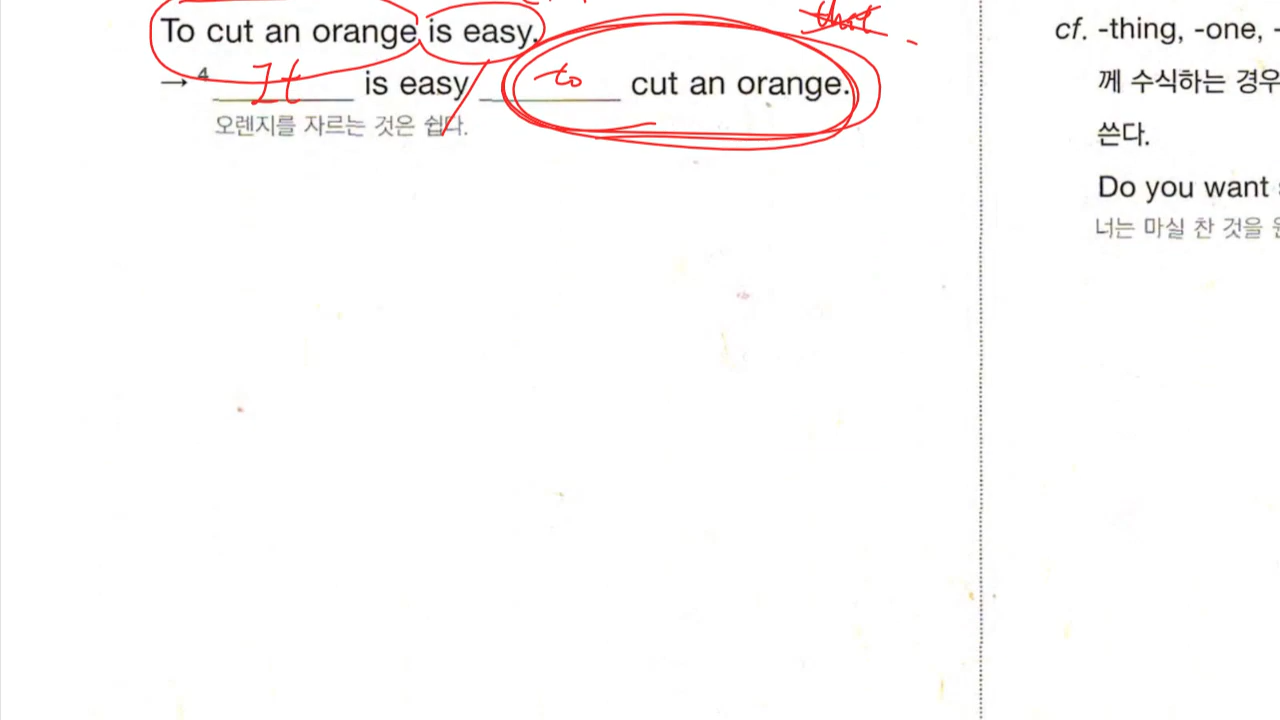 To cut an orange is easy.
that
→ 4 It is easy to cut an orange.
오렌지를 자르는 것은 쉽다.
cf. -thing, -one, -
께 수식하는 경우
쓴다.
Do you want
너는 마실 찬 것을